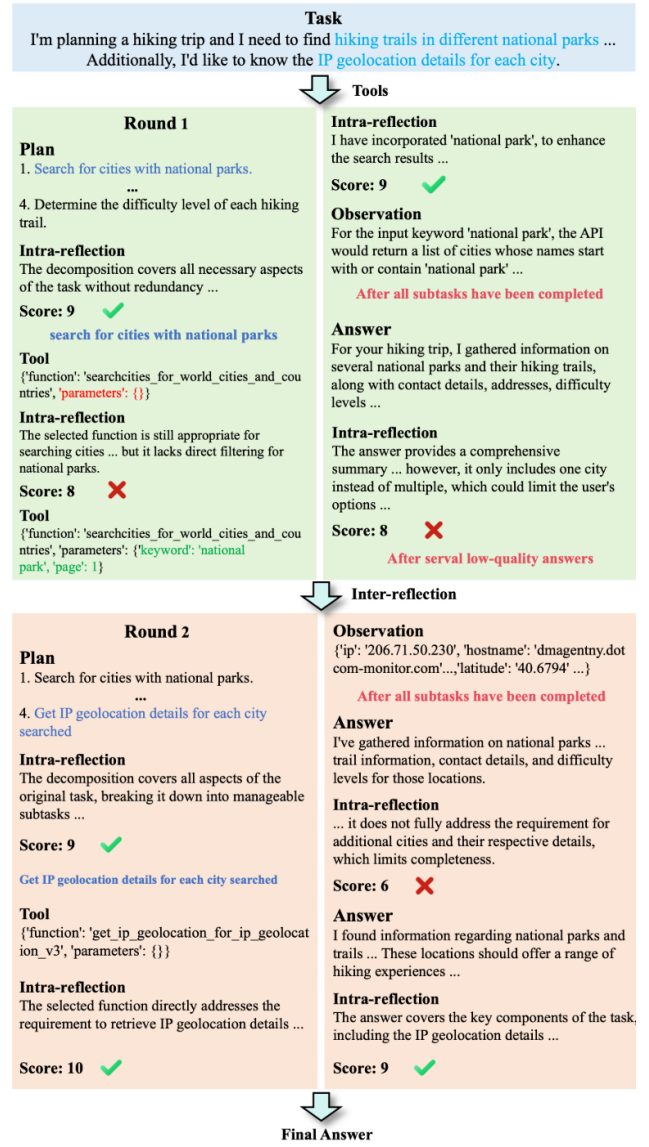 Task
I'm planning a hiking trip and I need to find hiking trails in different national parks ...
Additionally, I'd like to know the IP geolocation details for each city.
Tools
Round 1
Plan
1. Search for cities with national parks.
...
4. Determine the difficulty level of each hiking
trail.
Intra-reflection
The decomposition covers all necessary aspects
of the task without redundancy ...
Score: 9
search for cities with national parks
Tool
{'function': 'searchcities_for_world_cities_and_cou
ntries', 'parameters': {}}
Intra-reflection
The selected function is still appropriate for
searching cities ... but it lacks direct filtering for
national parks.
Score: 8
Tool
{'function': 'searchcities_for_world_cities_and_cou
ntries', 'parameters': {'keyword': 'national
park', 'page': 1}
Intra-reflection
I have incorporated 'national park', to enhance
the search results ...
Score: 9
Observation
For the input keyword 'national park', the API
would return a list of cities whose names start
with or contain 'national park' ...
After all subtasks have been completed
Answer
For your hiking trip, I gathered information on
several national parks and their hiking trails,
along with contact details, addresses, difficulty
levels ...
Intra-reflection
The answer provides a comprehensive
summary ... however, it only includes one city
instead of multiple, which could limit the user's
options ...
Score: 8
After serval low-quality answers
Inter-reflection
Round 2
Plan
1. Search for cities with national parks.
...
4. Get IP geolocation details for each city
searched
Intra-reflection
The decomposition covers all aspects of the
original task, breaking it down into manageable
subtasks ...
Score: 9
Get IP geolocation details for each city searched
Tool
{'function': 'get_ip_geolocation_for_ip_geolocat
ion_v3', 'parameters': {}}
Intra-reflection
The selected function directly addresses the
requirement to retrieve IP geolocation details ...
Score: 10
Observation
{'ip': '206.71.50.230', 'hostname': 'dmagentny.dot
com-monitor.com'...,'latitude': '40.6794' ...}
After all subtasks have been completed
Answer
I've gathered information on national parks ...
trail information, contact details, and difficulty
levels for those locations.
Intra-reflection
... it does not fully address the requirement for
additional cities and their respective details,
which limits completeness.
Score: 6
Answer
I found information regarding national parks and
trails ... These locations should offer a range of
hiking experiences ...
Intra-reflection
The answer covers the key components of the task,
including the IP geolocation details ...
Score: 9
Final Answer